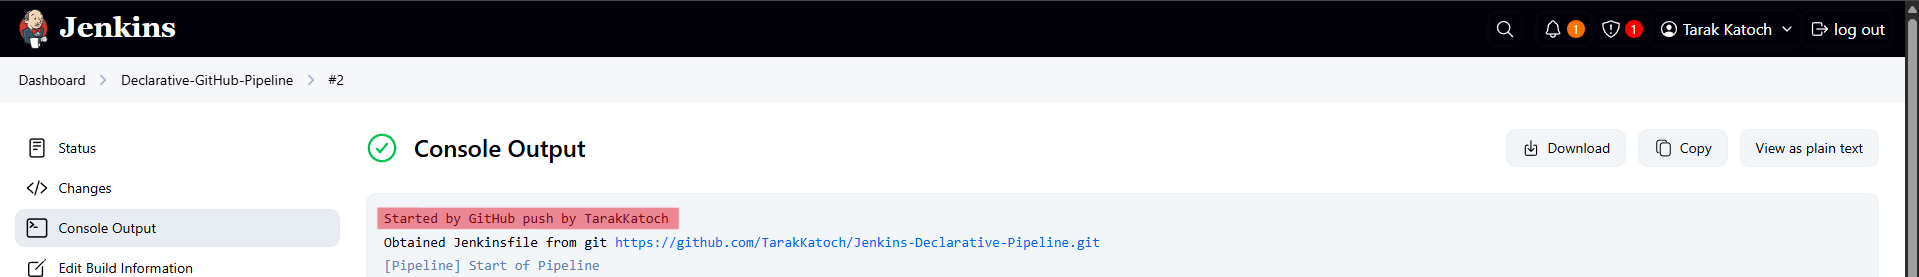 Jenkins
1
1
Tarak Katoch
log out
Dashboard
Declarative-GitHub-Pipeline
#2
Status
Changes
Console Output
Edit Build Information
Console Output
Download
Copy
View as plain text
Started by GitHub push by TarakKatoch
Obtained Jenkinsfile from git https://github.com/TarakKatoch/Jenkins-Declarative-Pipeline.git
[Pipeline] Start of Pipeline